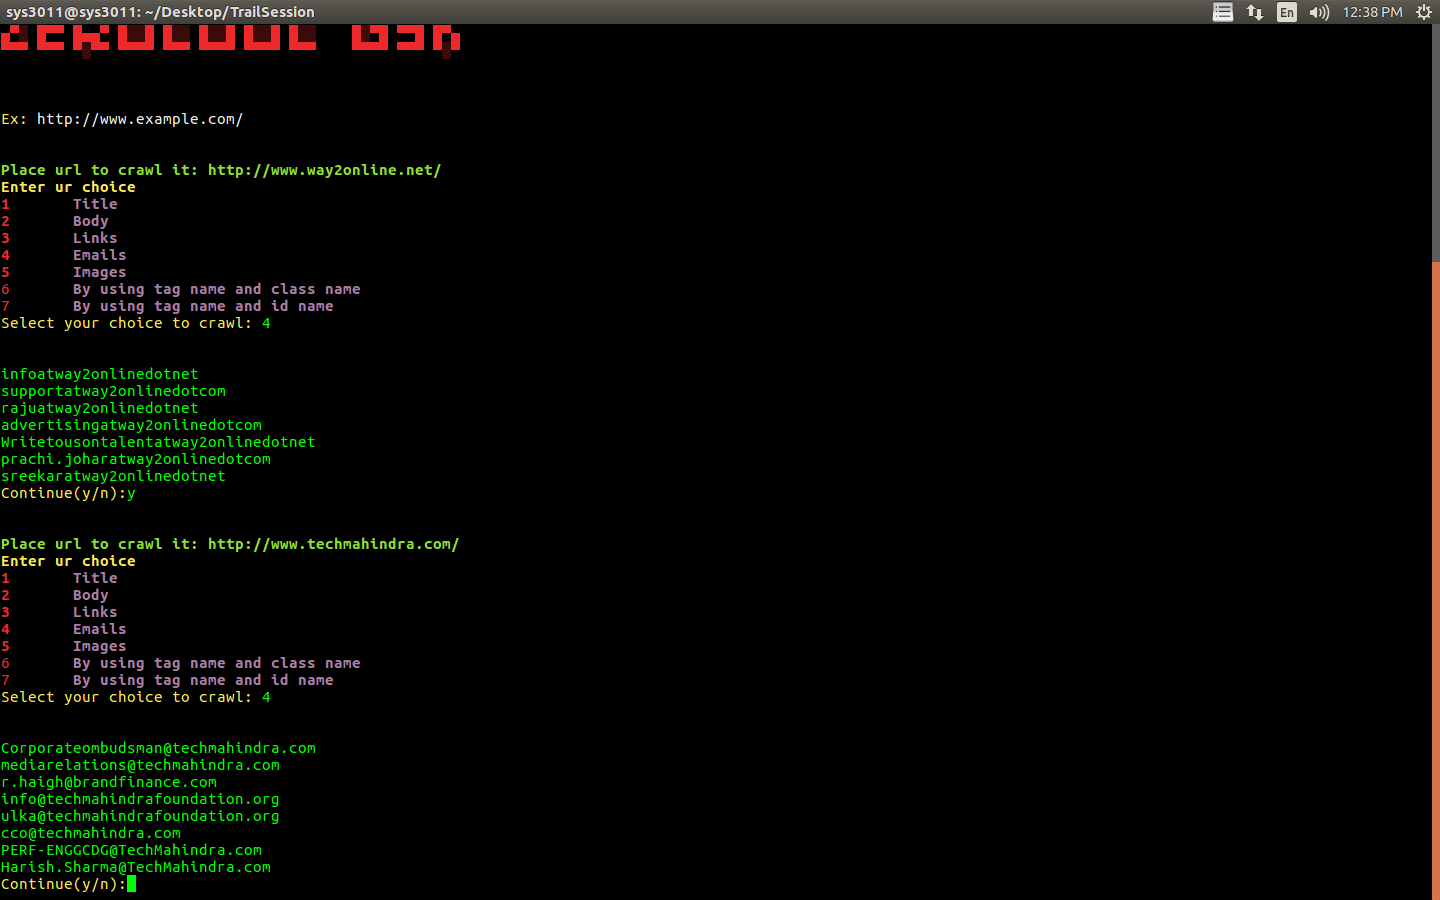 sys3011@sys3011: ~/Desktop/TrailSession
En
12:38 PM
Ex: http://www.example.com/
Place url to crawl it: http://www.way2online.net/
Enter ur choice
1 Title
2 Body
3 Links
4 Emails
5 Images
6 By using tag name and class name
7 By using tag name and id name
Select your choice to crawl: 4
infoatway2onlinedotnet
supportatway2onlinedotcom
rajuatway2onlinedotnet
advertisingatway2onlinedotcom
Writetousontalentatway2onlinedotnet
prachi.joharatway2onlinedotcom
sreekaratway2onlinedotnet
Continue(y/n):y
Place url to crawl it: http://www.techmahindra.com/
Enter ur choice
1 Title
2 Body
3 Links
4 Emails
5 Images
6 By using tag name and class name
7 By using tag name and id name
Select your choice to crawl: 4
Corporateombudsman@techmahindra.com
mediarelations@techmahindra.com
r.haigh@brandfinance.com
info@techmahindrafoundation.org
ulka@techmahindrafoundation.org
cco@techmahindra.com
PERF-ENGGCDG@TechMahindra.com
Harish.Sharma@TechMahindra.com
Continue(y/n):